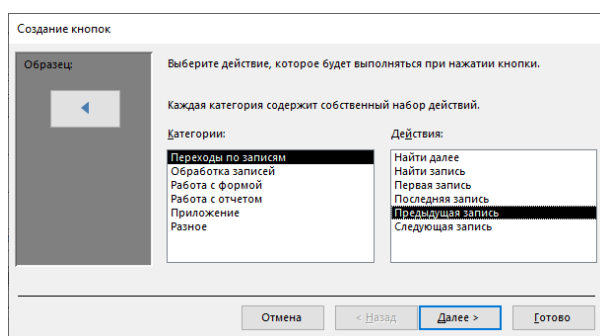 Создание кнопок
Образец:
Выберите действие, которое будет выполняться при нажатии кнопки.
Каждая категория содержит собственный набор действий.
Категории:
Действия:
Переходы по записям
Обработка записей
Работа с формой
Работа с отчетом
Приложение
Разное
Найти далее
Найти запись
Первая запись
Последняя запись
Предыдущая запись
Следующая запись
Отмена
< Назад
Далее >
Готово